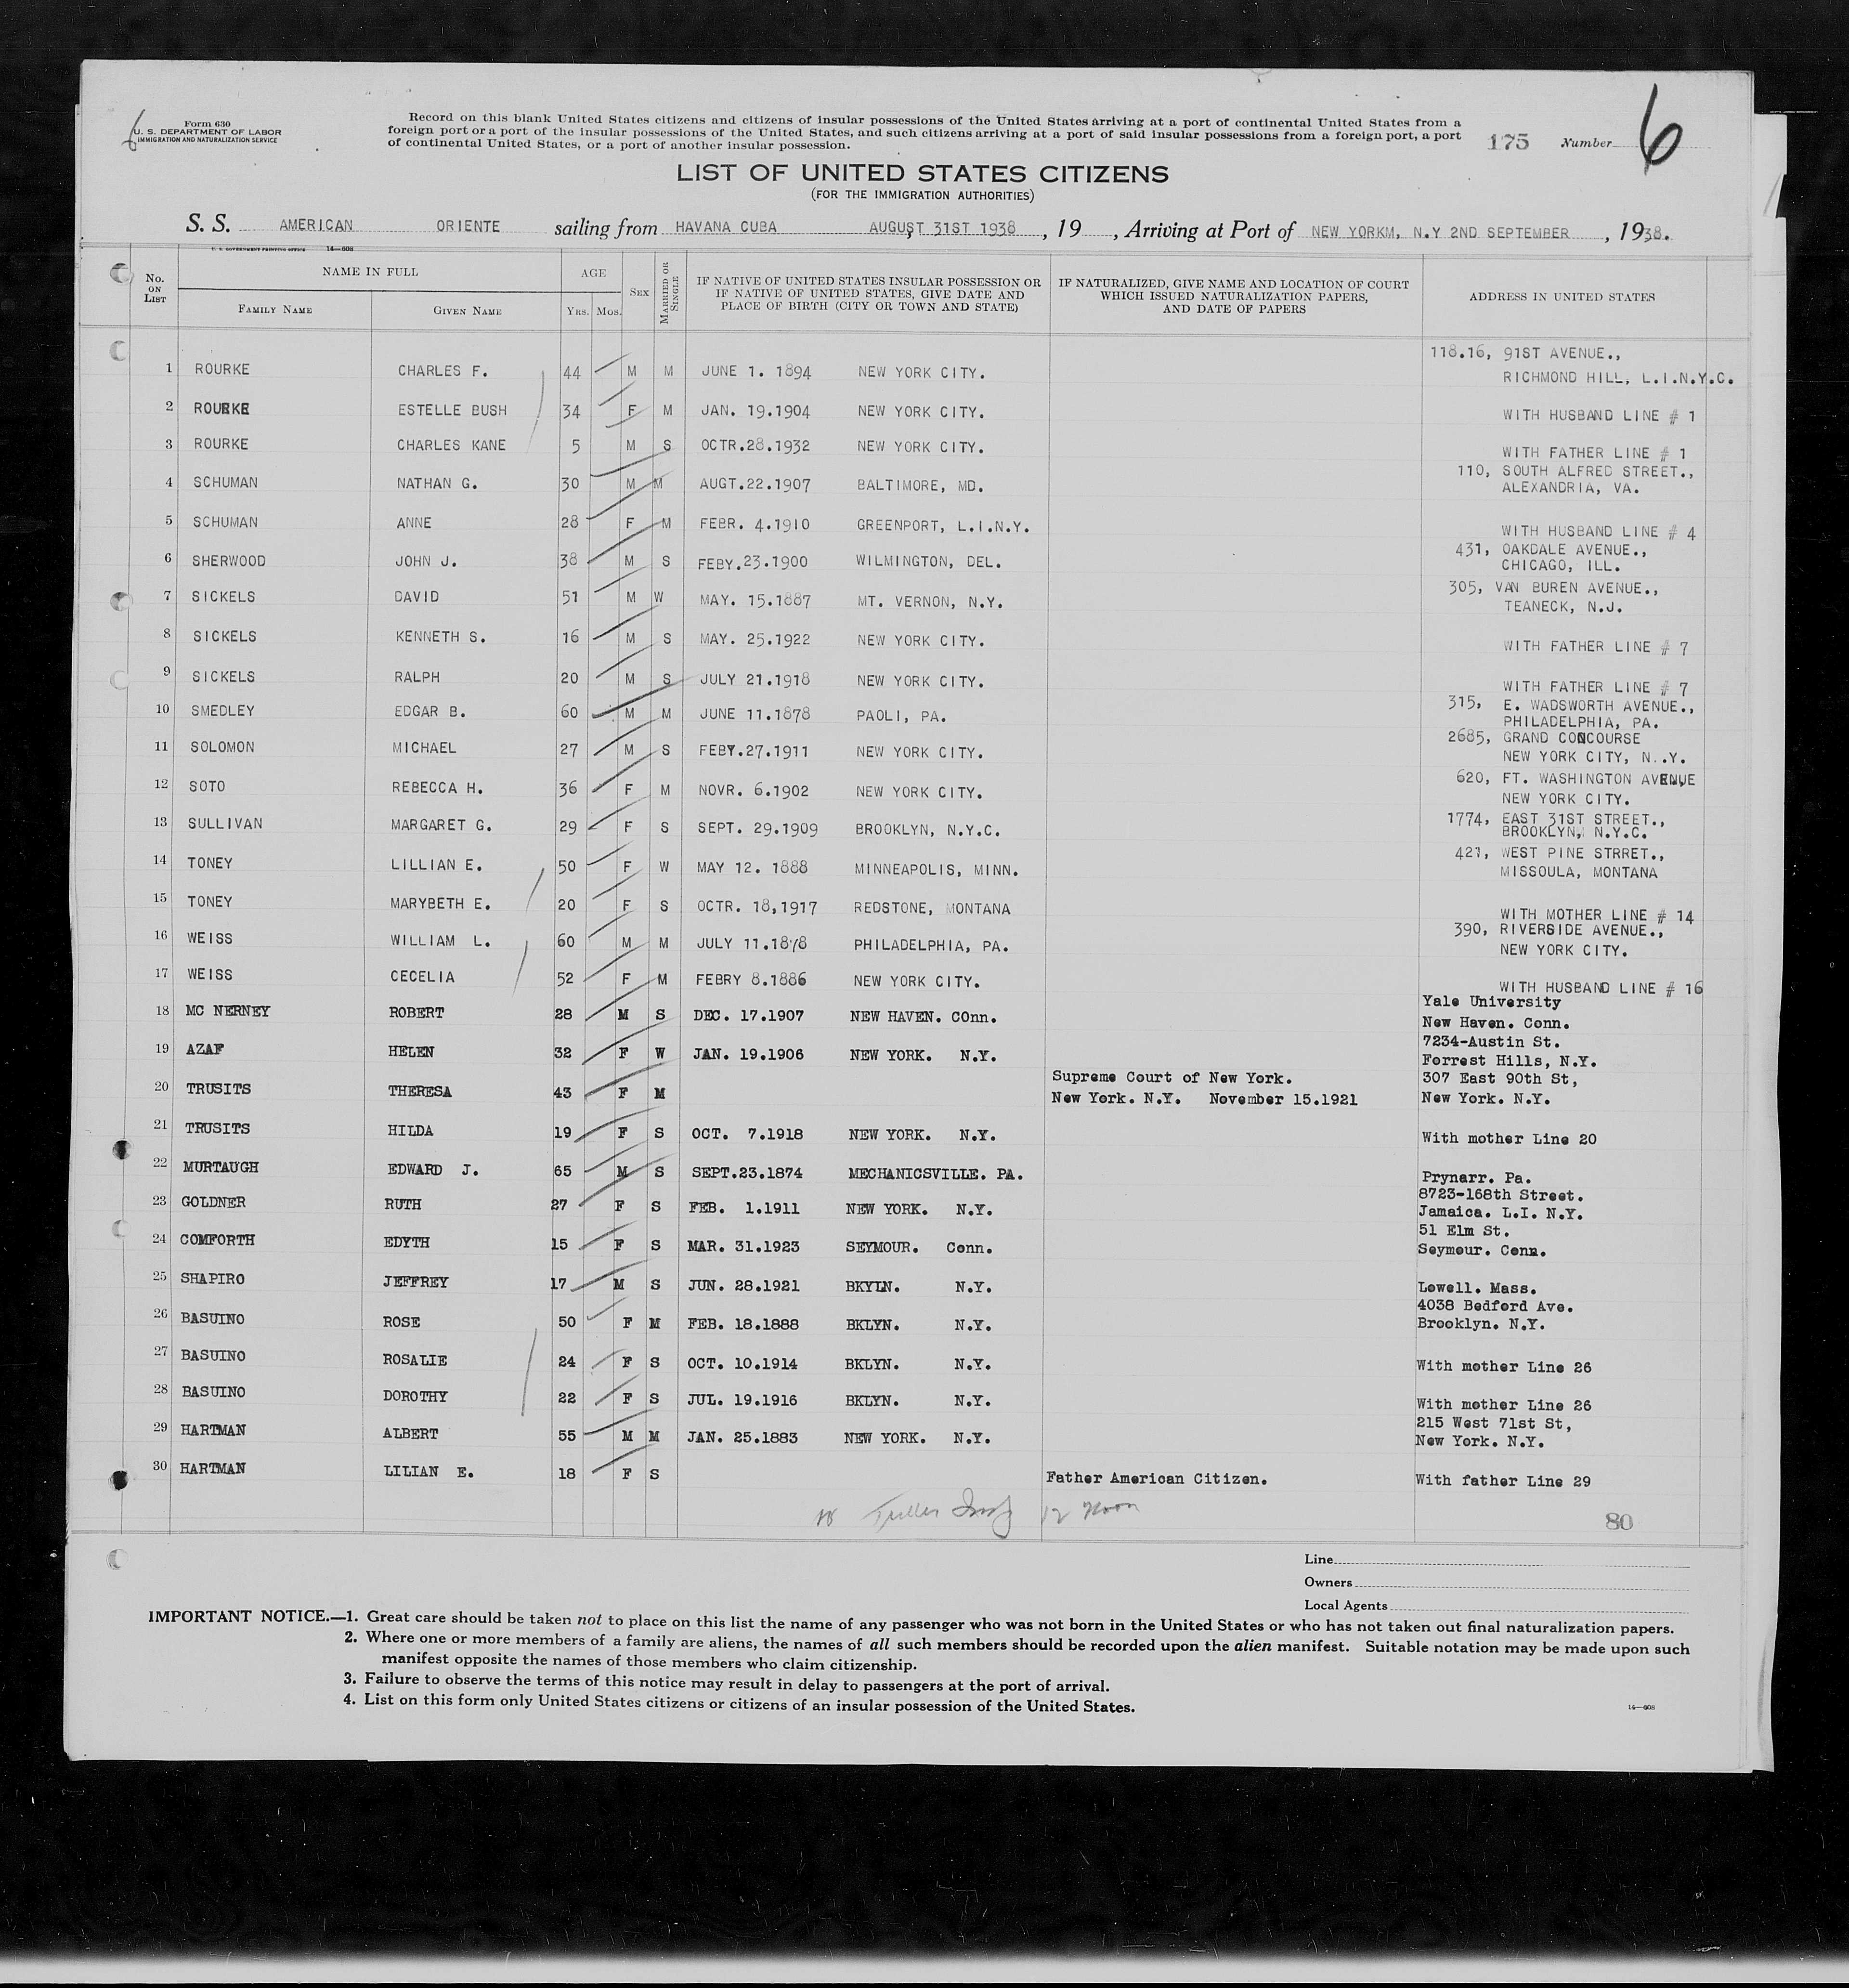 Form 630
U. S. DEPARTMENT OF LABOR
IMMIGRATION AND NATURALIZATION SERVICE
Record on this blank United States citizens and citizens of insular possessions of the United States arriving at a port of continental United States from a
foreign port or a port of the insular possessions of the United States, and such citizens arriving at a port of said insular possessions from a foreign port, a port
of continental United States, or a port of another insular possession.
175 Number 6
LIST OF UNITED STATES CITIZENS
(FOR THE IMMIGRATION AUTHORITIES)
S. S. AMERICAN ORIENTE sailing from HAVANA CUBA AUGUST 31ST 1938, 19 , Arriving at Port of NEW YORKM, N.Y 2ND SEPTEMBER , 1938.
U. S. GOVERNMENT PRINTING OFFICE 14—608
No. ON LIST NAME IN FULL AGE SEX MARRIED OR SINGLE IF NATIVE OF UNITED STATES INSULAR POSSESSION OR IF NATIVE OF UNITED STATES, GIVE DATE AND PLACE OF BIRTH (CITY OR TOWN AND STATE) IF NATURALIZED, GIVE NAME AND LOCATION OF COURT WHICH ISSUED NATURALIZATION PAPERS, AND DATE OF PAPERS ADDRESS IN UNITED STATES
FAMILY NAME GIVEN NAME YRS. MOS.
118.16, 91ST AVENUE.,
1 ROURKE CHARLES F. 44 M M JUNE 1. 1894 NEW YORK CITY. RICHMOND HILL, L.I.N.Y.C.
2 ROURKE ESTELLE BUSH 34 F M JAN. 19.1904 NEW YORK CITY. WITH HUSBAND LINE # 1
3 ROURKE CHARLES KANE 5 M S OCTR.28.1932 NEW YORK CITY. WITH FATHER LINE # 1
110, SOUTH ALFRED STREET.,
4 SCHUMAN NATHAN G. 30 M M AUGT.22.1907 BALTIMORE, MD. ALEXANDRIA, VA.
5 SCHUMAN ANNE 28 F M FEBR. 4.1910 GREENPORT, L.I.N.Y. WITH HUSBAND LINE # 4
431, OAKDALE AVENUE.,
6 SHERWOOD JOHN J. 38 M S FEBY.23.1900 WILMINGTON, DEL. CHICAGO, ILL.
305, VAN BUREN AVENUE.,
7 SICKELS DAVID 51 M W MAY. 15.1887 MT. VERNON, N.Y. TEANECK, N.J.
8 SICKELS KENNETH S. 16 M S MAY. 25.1922 NEW YORK CITY. WITH FATHER LINE # 7
9 SICKELS RALPH 20 M S JULY 21.1918 NEW YORK CITY. WITH FATHER LINE # 7
315, E. WADSWORTH AVENUE.,
10 SMEDLEY EDGAR B. 60 M M JUNE 11.1878 PAOLI, PA. PHILADELPHIA, PA.
2685, GRAND CONCOURSE
11 SOLOMON MICHAEL 27 M S FEBY.27.1911 NEW YORK CITY. NEW YORK CITY, N..Y.
620, FT. WASHINGTON AVENUE
12 SOTO REBECCA H. 36 F M NOVR. 6.1902 NEW YORK CITY. NEW YORK CITY.
1774, EAST 31ST STREET.,
13 SULLIVAN MARGARET G. 29 F S SEPT. 29.1909 BROOKLYN, N.Y.C. BROOKLYN, N.Y.C.
421, WEST PINE STRRET.,
14 TONEY LILLIAN E. 50 F W MAY 12. 1888 MINNEAPOLIS, MINN. MISSOULA, MONTANA
15 TONEY MARYBETH E. 20 F S OCTR. 18,1917 REDSTONE, MONTANA WITH MOTHER LINE # 14
390, RIVERSIDE AVENUE.,
16 WEISS WILLIAM L. 60 M M JULY 11.1878 PHILADELPHIA, PA. NEW YORK CITY.
17 WEISS CECELIA 52 F M FEBRY 8.1886 NEW YORK CITY. WITH HUSBAND LINE # 16
Yale University
18 MC NERNEY ROBERT 28 M S DEC. 17.1907 NEW HAVEN. COnn. New Haven. Conn.
7234-Austin St.
19 AZAF HELEN 32 F W JAN. 19.1906 NEW YORK. N.Y. Forrest Hills, N.Y.
Supreme Court of New York. 307 East 90th St,
20 TRUSITS THERESA 43 F M New York. N.Y. November 15.1921 New York. N.Y.
21 TRUSITS HILDA 19 F S OCT. 7.1918 NEW YORK. N.Y. With mother Line 20
22 MURTAUGH EDWARD J. 65 M S SEPT.23.1874 MECHANICSVILLE. PA. Prynarr. Pa.
8723-168th Street.
23 GOLDNER RUTH 27 F S FEB. 1.1911 NEW YORK. N.Y. Jamaica. L.I. N.Y.
51 Elm St.
24 COMFORTH EDYTH 15 F S MAR. 31.1923 SEYMOUR. Conn. Seymour. Conn.
25 SHAPIRO JEFFREY 17 M S JUN. 28.1921 BKYLN. N.Y. Lowell. Mass.
4038 Bedford Ave.
26 BASUINO ROSE 50 F M FEB. 18.1888 BKLYN. N.Y. Brooklyn. N.Y.
27 BASUINO ROSALIE 24 F S OCT. 10.1914 BKLYN. N.Y. With mother Line 26
28 BASUINO DOROTHY 22 F S JUL. 19.1916 BKLYN. N.Y. With mother Line 26
215 West 71st St,
29 HARTMAN ALBERT 55 M M JAN. 25.1883 NEW YORK. N.Y. New York. N.Y.
30 HARTMAN LILIAN E. 18 F S Father American Citizen. With father Line 29
12 Noon
80
Line
Owners
Local Agents
IMPORTANT NOTICE.—1. Great care should be taken not to place on this list the name of any passenger who was not born in the United States or who has not taken out final naturalization papers.
2. Where one or more members of a family are aliens, the names of all such members should be recorded upon the alien manifest. Suitable notation may be made upon such
manifest opposite the names of those members who claim citizenship.
3. Failure to observe the terms of this notice may result in delay to passengers at the port of arrival.
4. List on this form only United States citizens or citizens of an insular possession of the United States.
14—608